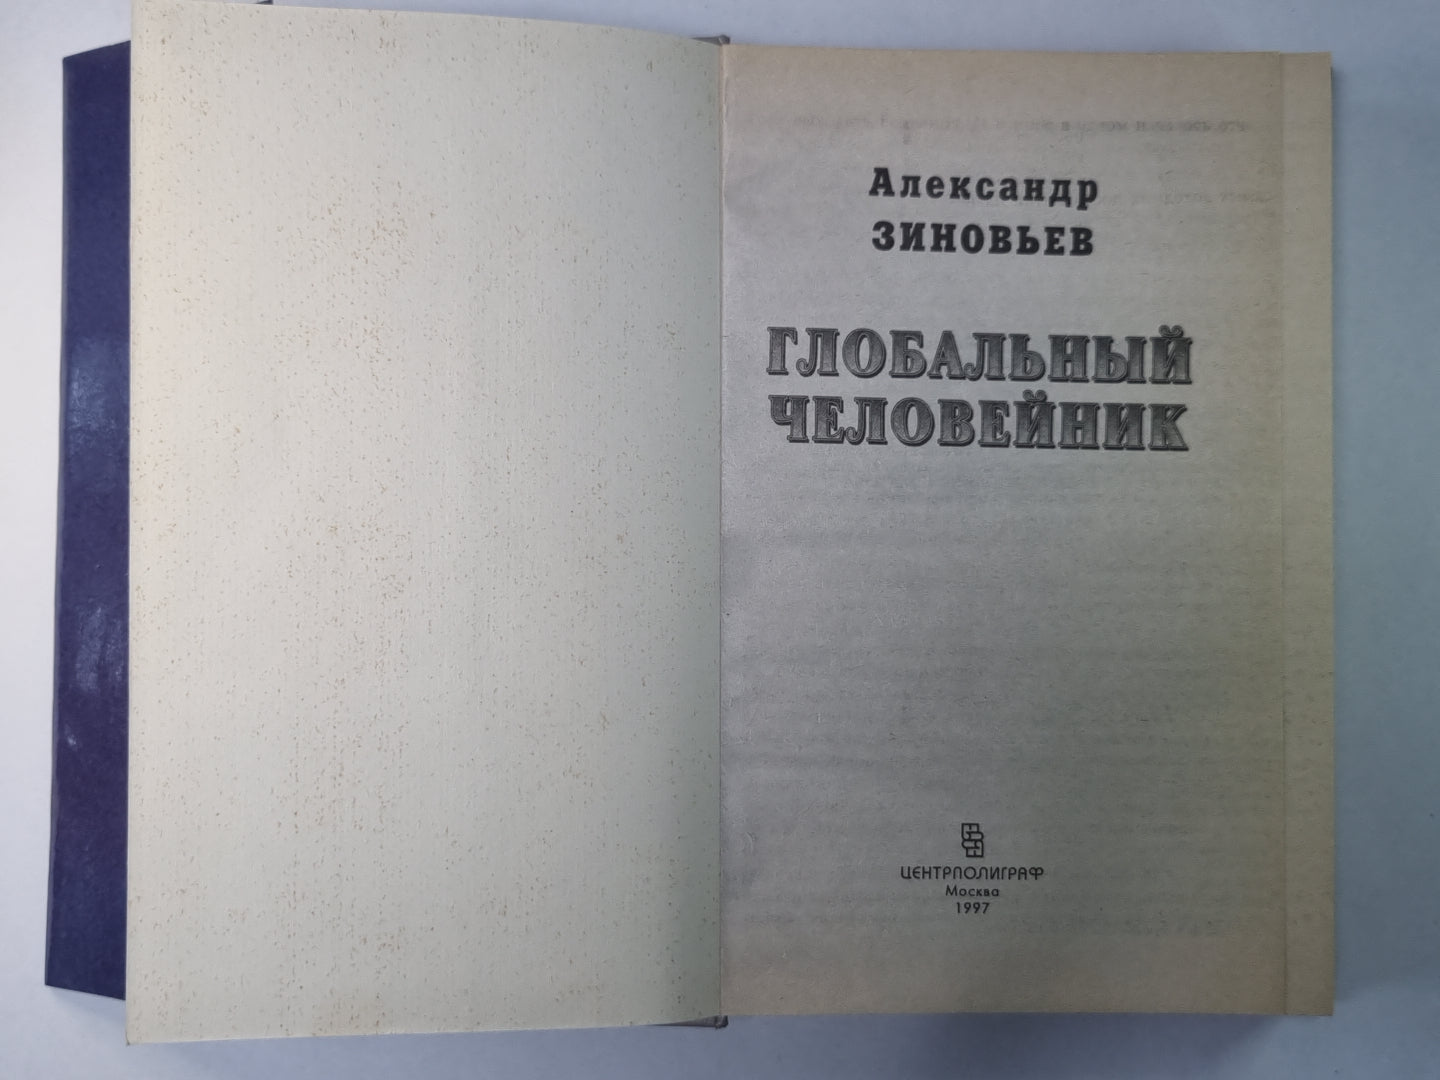 Александр
ЗИНОВЬЕВ
ГЛОБАЛЬНЫЙ
ЧЕЛОВЕЙНИК
ЦЕНТРПОЛИГРАФ
Москва
1997